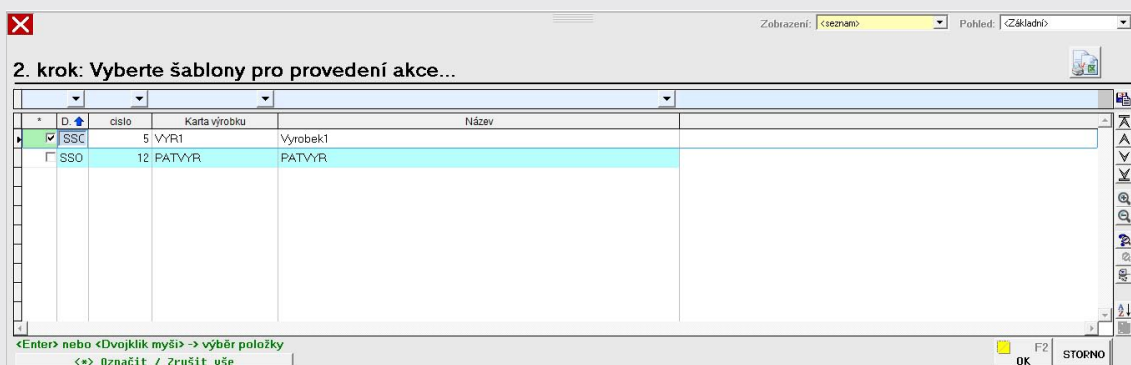 Zobrazení: <seznam> Pohled: <Základní>
2. krok: Vyberte šablony pro provedení akce...
* D. cislo Karta výrobku Název
SSO 5 VYR1 Vyrobek1
SSO 12 PATVYR PATVYR
<Enter> nebo <Dvojklik myši> -> výběr položky
<*> Označit / Zrušit vše
F2
OK STORNO